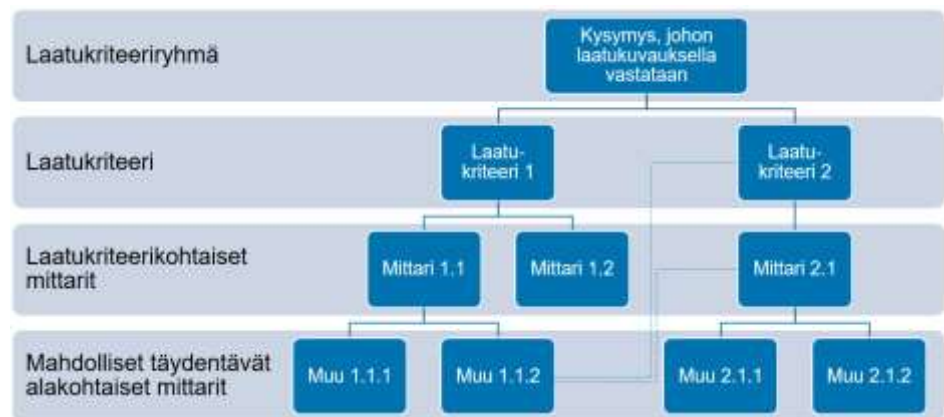 Laatukriteeriryhmä
Kysymys, johon
laatukuvauksella
vastataan
Laatukriteeri
Laatu-
kriteeri 1
Laatu-
kriteeri 2
Laatukriteerikohtaiset
mittarit
Mittari 1.1
Mittari 1.2
Mittari 2.1
Mahdolliset täydentävät
alakohtaiset mittarit
Muu 1.1.1
Muu 1.1.2
Muu 2.1.1
Muu 2.1.2